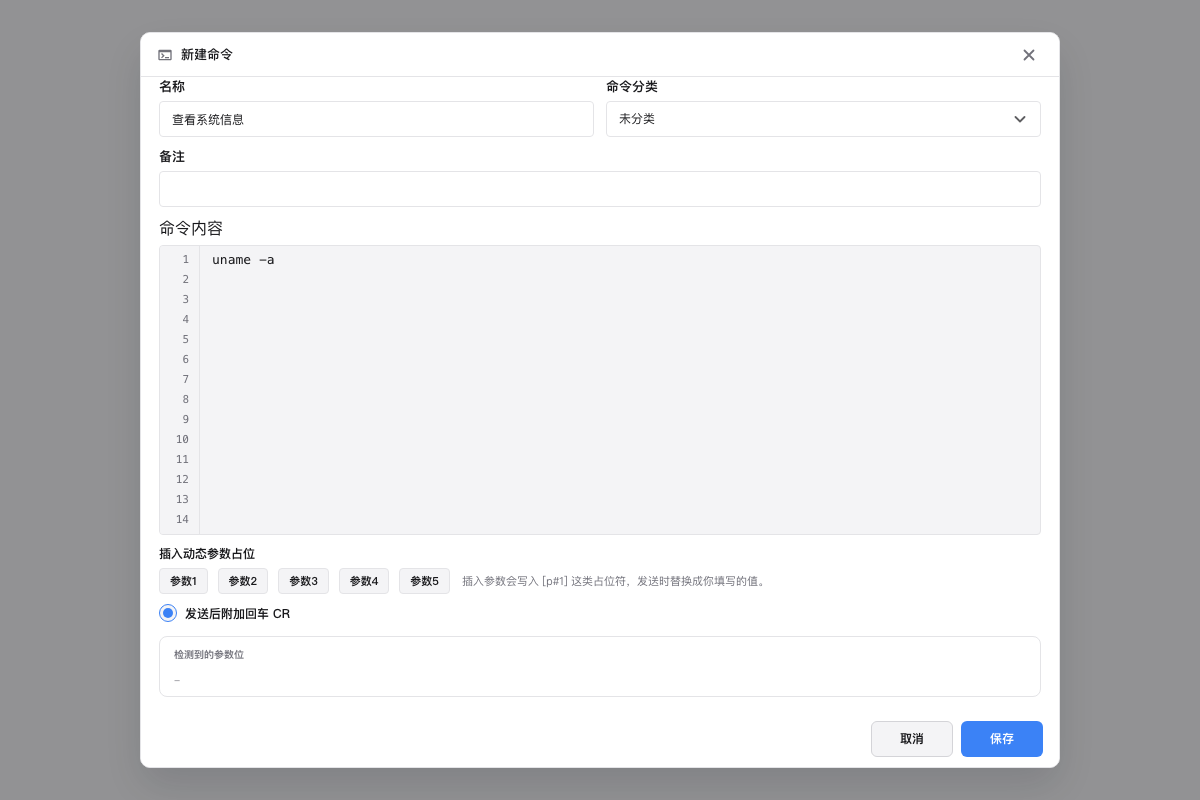 新建命令
名称
命令分类
查看系统信息
未分类
备注
命令内容
1 uname -a
2
3
4
5
6
7
8
9
10
11
12
13
14
插入动态参数占位
参数1 参数2 参数3 参数4 参数5 插入参数会写入 [p#1] 这类占位符，发送时替换成你填写的值。
发送后附加回车 CR
检测到的参数位
–
取消 保存